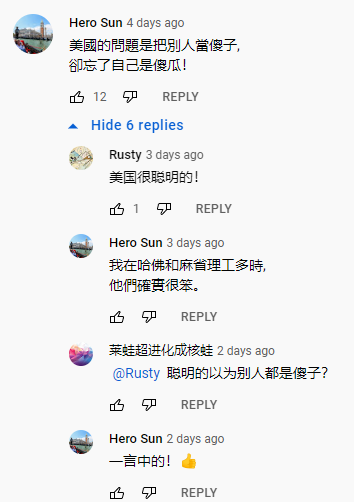 Hero Sun 4 days ago
美國的問題是把別人當傻子,
卻忘了自己是傻瓜!
12 REPLY
Hide 6 replies
Rusty 3 days ago
美国很聪明的!
1 REPLY
Hero Sun 3 days ago
我在哈佛和麻省理工多時,
他們確實很笨。
REPLY
莱蛙超进化成核蛙 2 days ago
@Rusty 聪明的以为别人都是傻子?
REPLY
Hero Sun 2 days ago
一言中的! 👍
REPLY